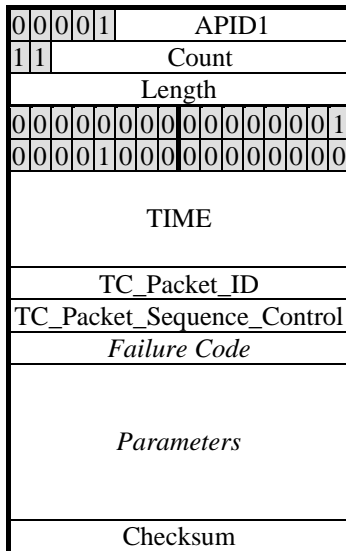 0 0 0 0 1 APID1
1 1 Count
Length
0 0 0 0 0 0 0 0 0 0 0 0 0 0 0 1
0 0 0 0 1 0 0 0 0 0 0 0 0 0 0 0
TIME
TC_Packet_ID
TC_Packet_Sequence_Control
Failure Code
Parameters
Checksum